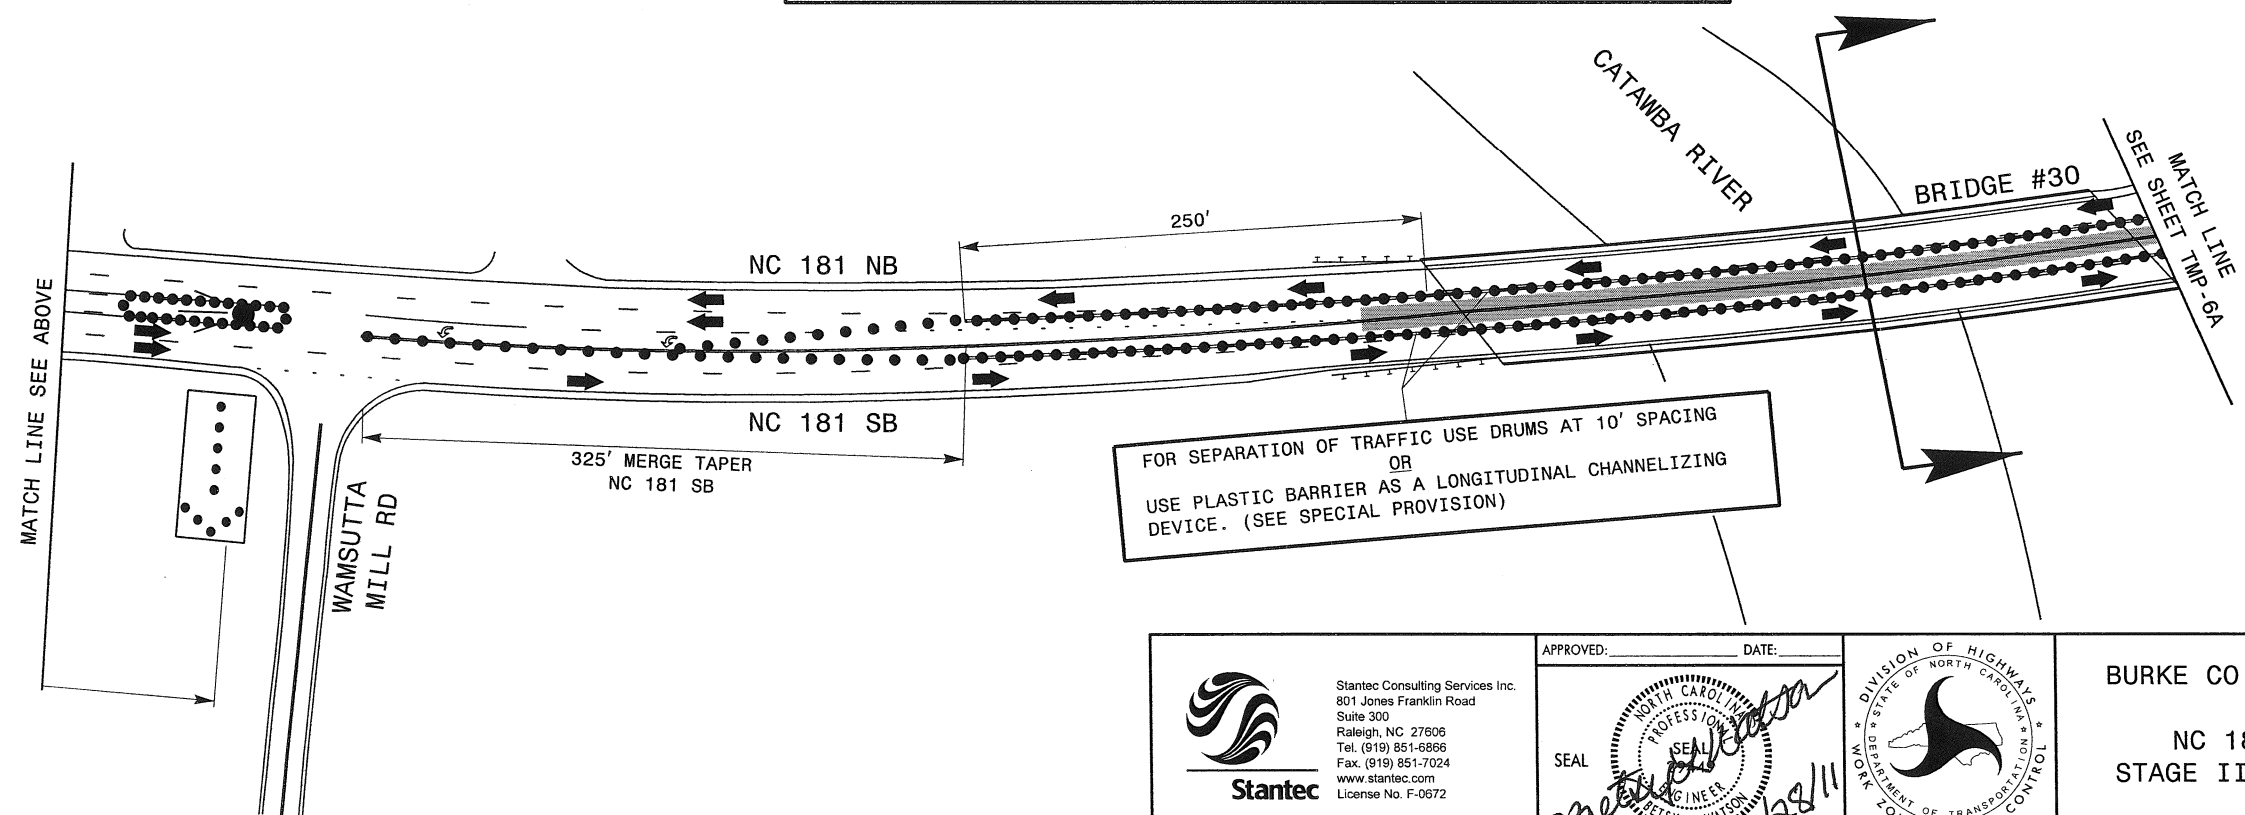 CATAWBA RIVER
BRIDGE #30
MATCH LINE
SEE SHEET TMP-6A
250'
NC 181 NB
MATCH LINE SEE ABOVE
NC 181 SB
325' MERGE TAPER
NC 181 SB
WAMSUTTA
MILL RD
FOR SEPARATION OF TRAFFIC USE DRUMS AT 10' SPACING
OR
USE PLASTIC BARRIER AS A LONGITUDINAL CHANNELIZING
DEVICE. (SEE SPECIAL PROVISION)
Stantec
Stantec Consulting Services Inc.
801 Jones Franklin Road
Suite 300
Raleigh, NC 27606
Tel. (919) 851-6866
Fax. (919) 851-7024
www.stantec.com
License No. F-0672
APPROVED: DATE:
SEAL
NORTH CAROLINA
SEAL
ENGINEER
DIVISION OF HIGHWAYS
STATE OF NORTH CAROLINA
DEPARTMENT OF TRANSPORTATION
WORK
CONTROL
BURKE CO
NC 18
STAGE II